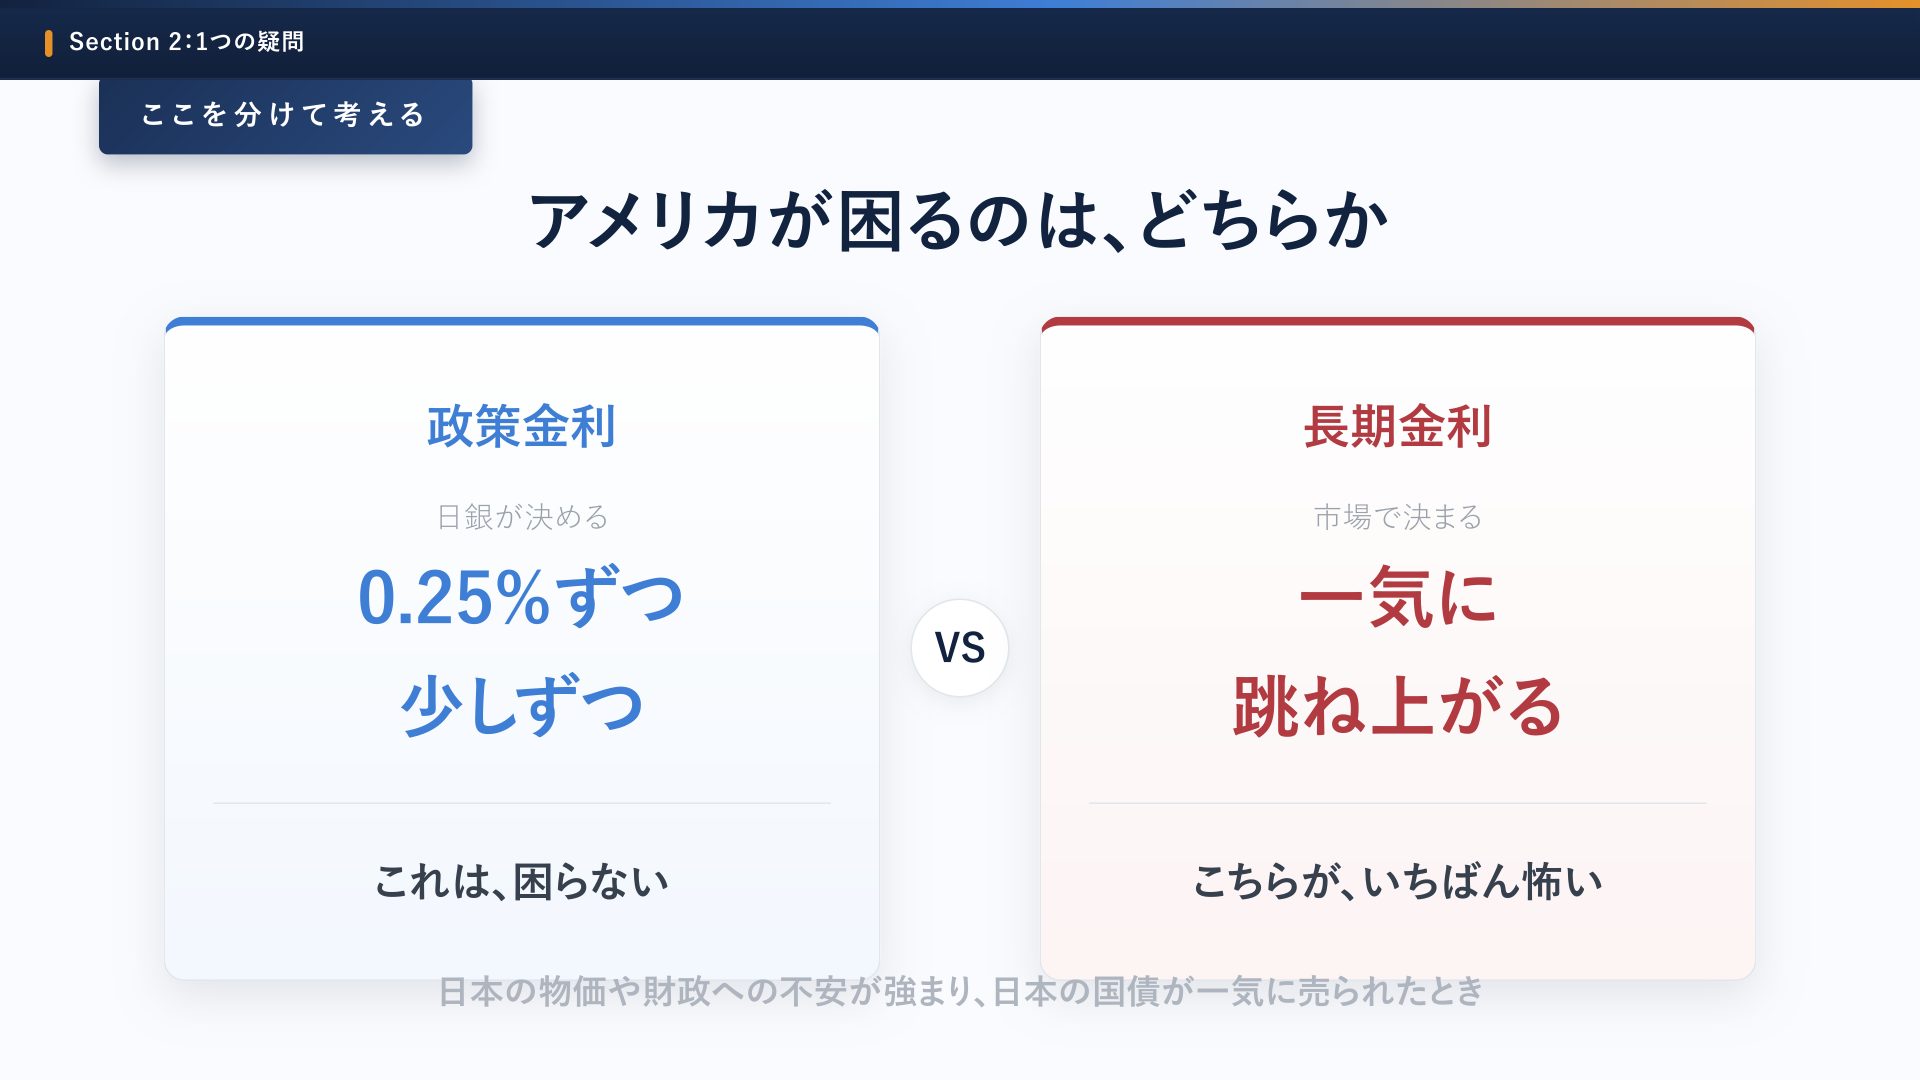 Section 2：1つの疑問
ここを分けて考える
アメリカが困るのは、どちらか
政策金利
日銀が決める
0.25%ずつ
少しずつ
これは、困らない
VS
長期金利
市場で決まる
一気に
跳ね上がる
こちらが、いちばん怖い
日本の物価や財政への不安が強まり、日本の国債が一気に売られたとき